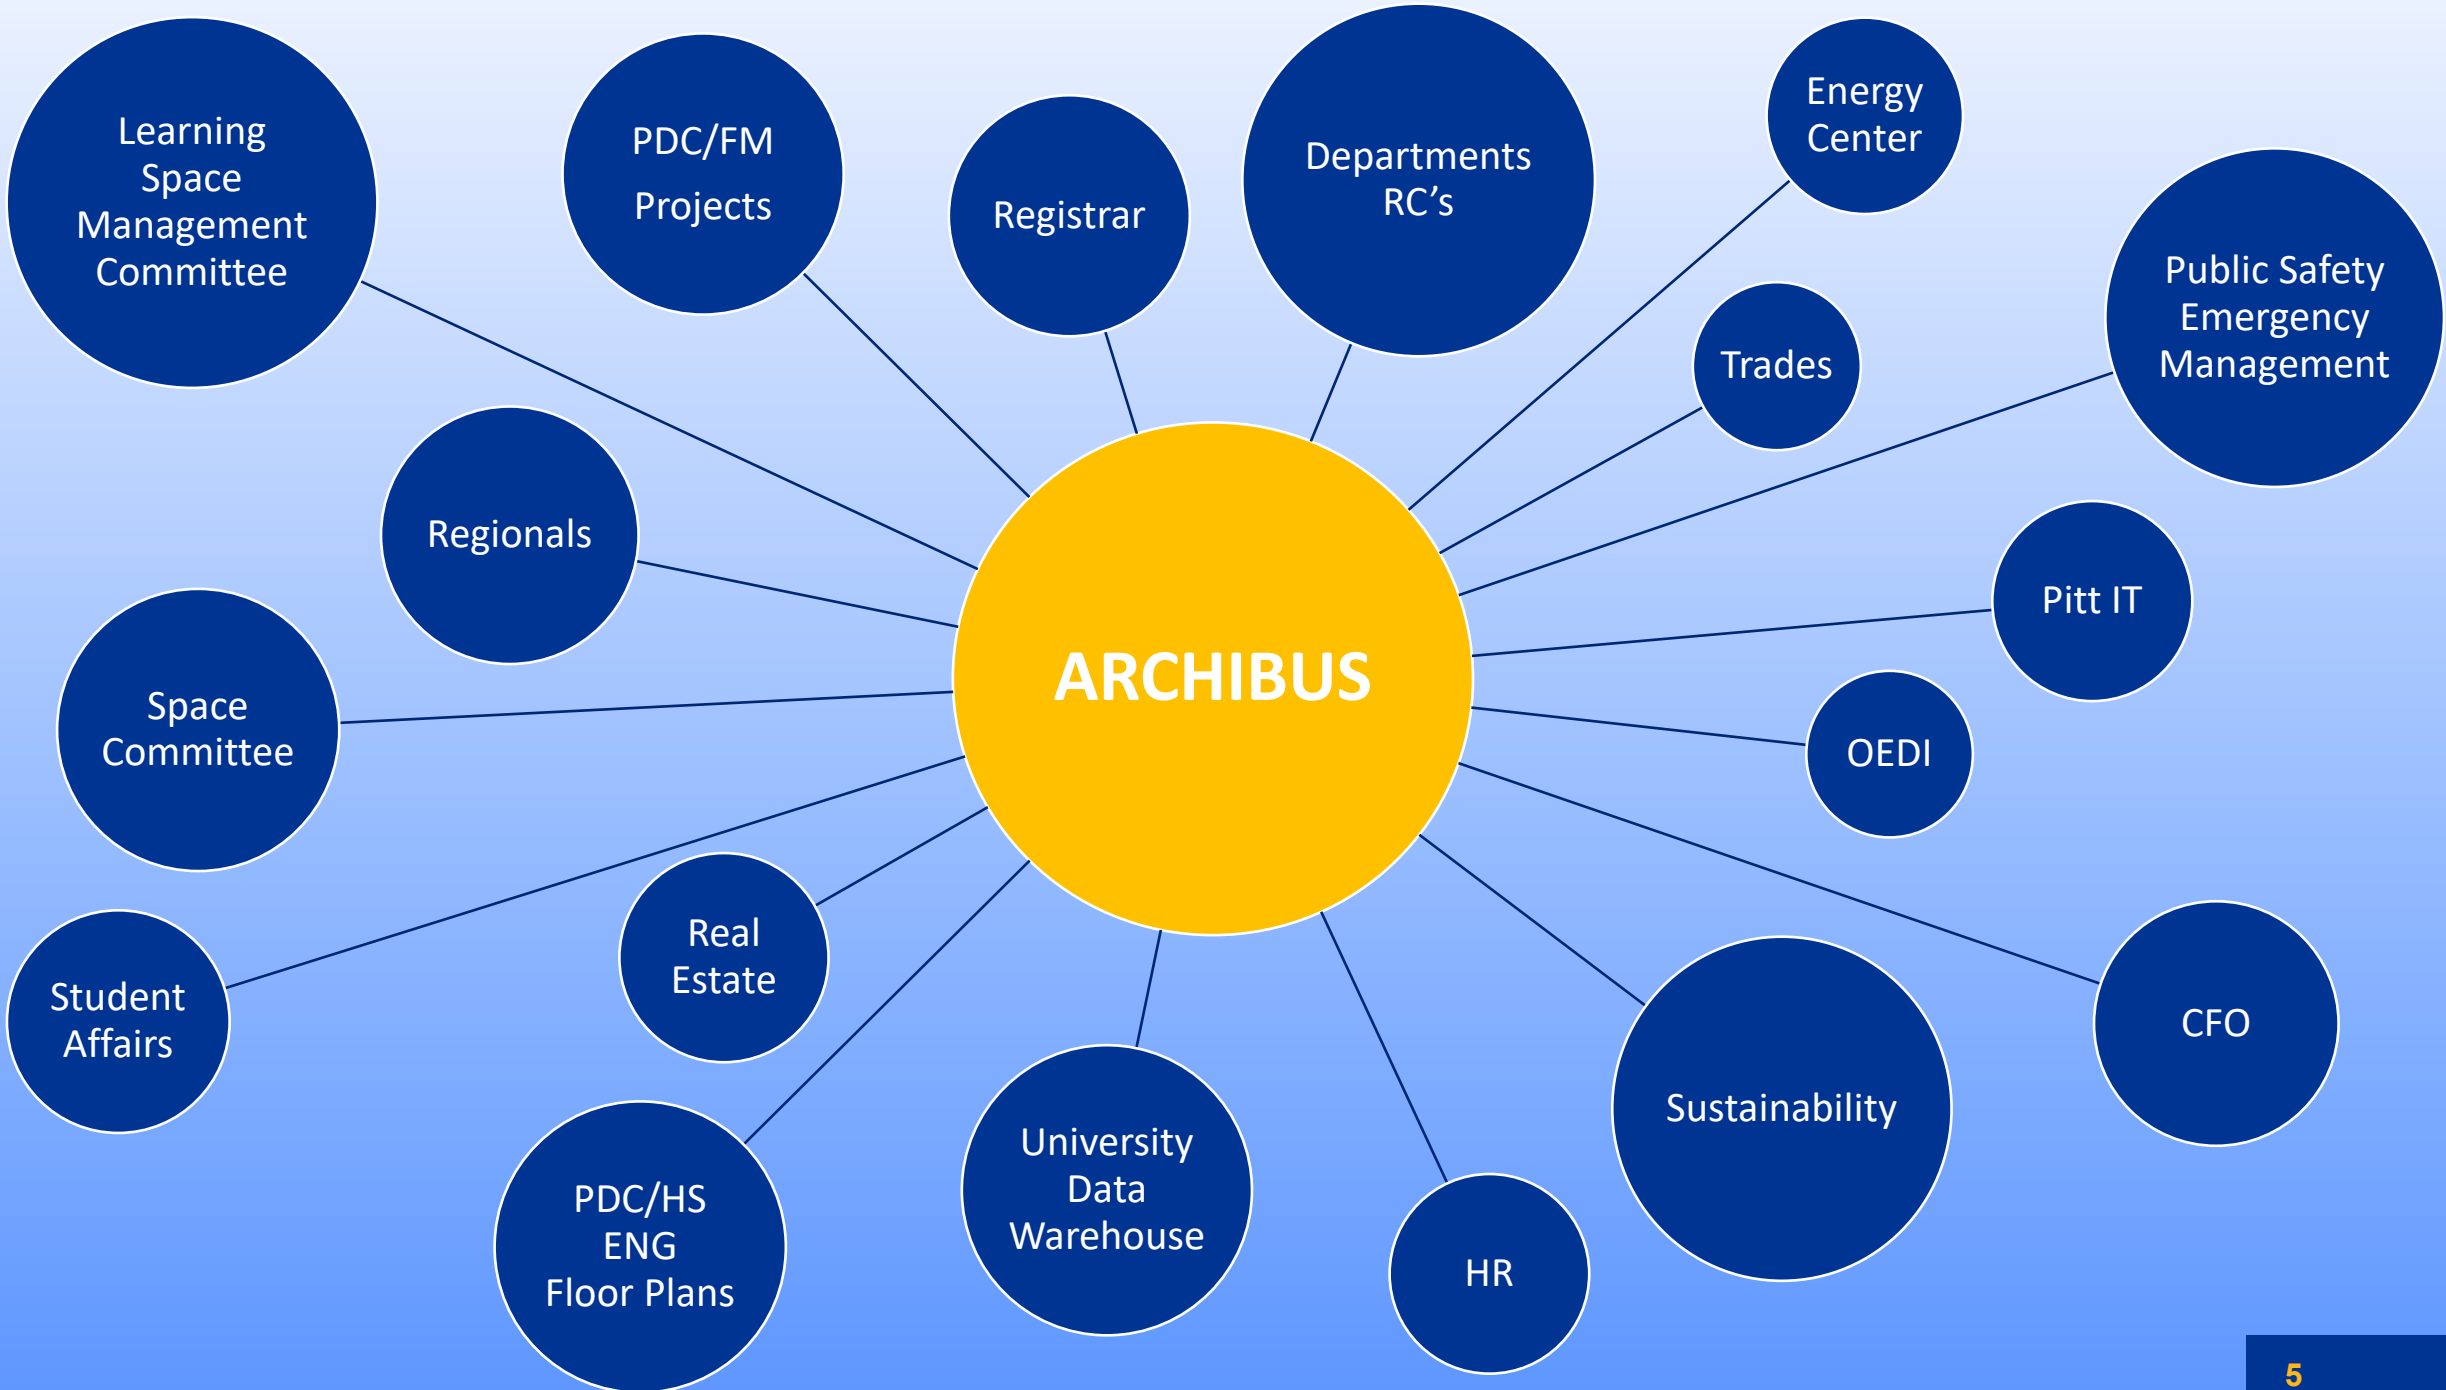 Learning
Space
Management
Committee
PDC/FM
Projects
Registrar
Departments
RC’s
Energy
Center
Public Safety
Emergency
Management
Trades
Regionals
Pitt IT
ARCHIBUS
Space
Committee
OEDI
Real
Estate
Student
Affairs
CFO
Sustainability
University
Data
Warehouse
PDC/HS
ENG
Floor Plans
HR
5